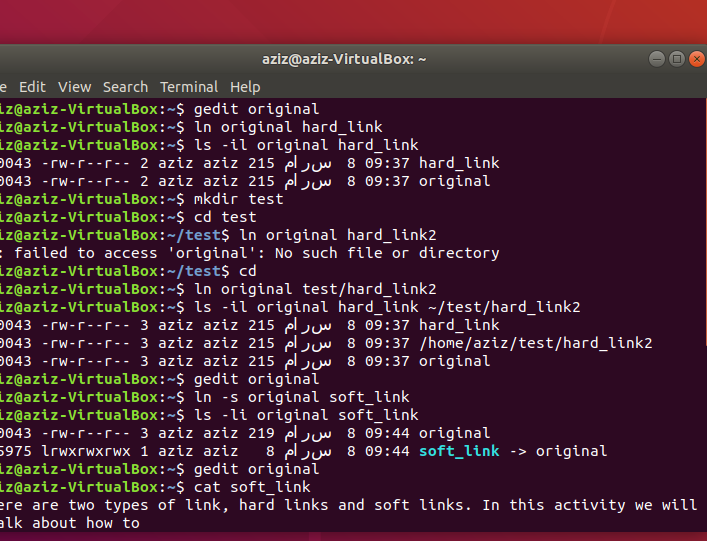 aziz@aziz-VirtualBox: ~
e Edit View Search Terminal Help
iz@aziz-VirtualBox:~$ gedit original
iz@aziz-VirtualBox:~$ ln original hard_link
iz@aziz-VirtualBox:~$ ls -il original hard_link
0043 -rw-r--r-- 2 aziz aziz 215 مارس 8 09:37 hard_link
0043 -rw-r--r-- 2 aziz aziz 215 مارس 8 09:37 original
iz@aziz-VirtualBox:~$ mkdir test
iz@aziz-VirtualBox:~$ cd test
iz@aziz-VirtualBox:~/test$ ln original hard_link2
: failed to access 'original': No such file or directory
iz@aziz-VirtualBox:~/test$ cd
iz@aziz-VirtualBox:~$ ln original test/hard_link2
iz@aziz-VirtualBox:~$ ls -il original hard_link ~/test/hard_link2
0043 -rw-r--r-- 3 aziz aziz 215 مارس 8 09:37 hard_link
0043 -rw-r--r-- 3 aziz aziz 215 مارس 8 09:37 /home/aziz/test/hard_link2
0043 -rw-r--r-- 3 aziz aziz 215 مارس 8 09:37 original
iz@aziz-VirtualBox:~$ gedit original
iz@aziz-VirtualBox:~$ ln -s original soft_link
iz@aziz-VirtualBox:~$ ls -li original soft_link
0043 -rw-r--r-- 3 aziz aziz 219 مارس 8 09:44 original
5975 lrwxrwxrwx 1 aziz aziz 8 مارس 8 09:44 soft_link -> original
iz@aziz-VirtualBox:~$ gedit original
iz@aziz-VirtualBox:~$ cat soft_link
ere are two types of link, hard links and soft links. In this activity we will
alk about how to